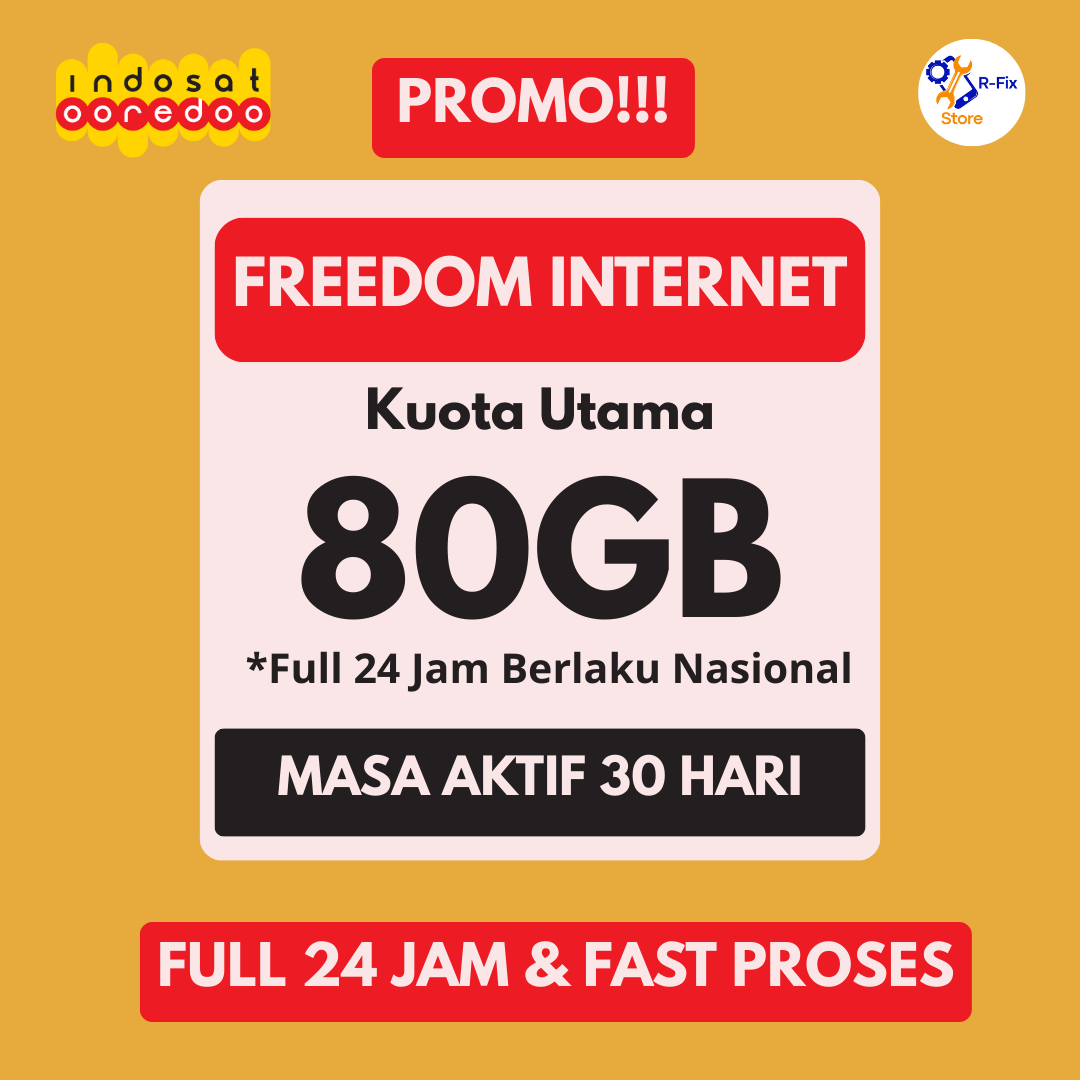 indosat
ooredoo
PROMO!!!
R-Fix
Store
FREEDOM INTERNET
Kuota Utama
80GB
*Full 24 Jam Berlaku Nasional
MASA AKTIF 30 HARI
FULL 24 JAM & FAST PROSES